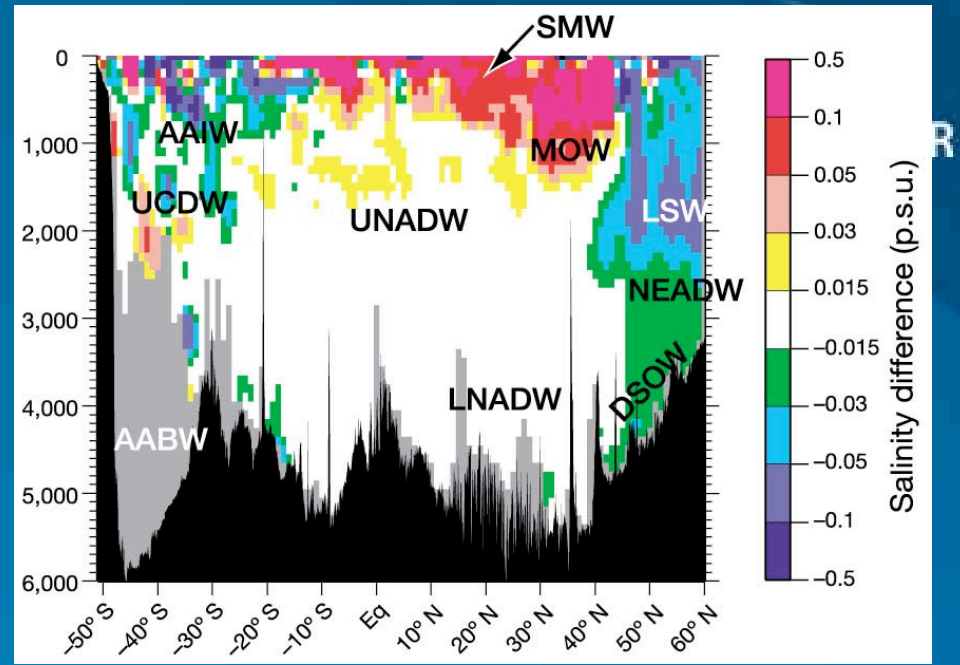 SMW
0
1,000
2,000
3,000
4,000
5,000
6,000
AAIW
MOW
UCDW
UNADW
LSW
NEADW
LNADW
DSOW
AABW
–50° S
–40° S
–30° S
–20° S
–10° S
Eq
10° N
20° N
30° N
40° N
50° N
60° N
0.5
0.1
0.05
0.03
0.015
–0.015
–0.03
–0.05
–0.1
–0.5
Salinity difference (p.s.u.)
R